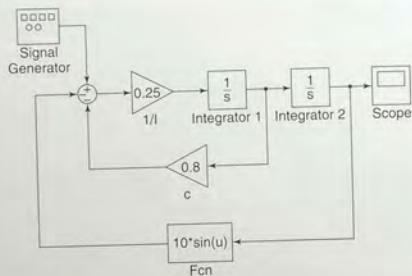 Signal
Generator
+
−
−
0.25
1/I
1
s
Integrator 1
1
s
Integrator 2
Scope
0.8
c
10*sin(u)
Fcn